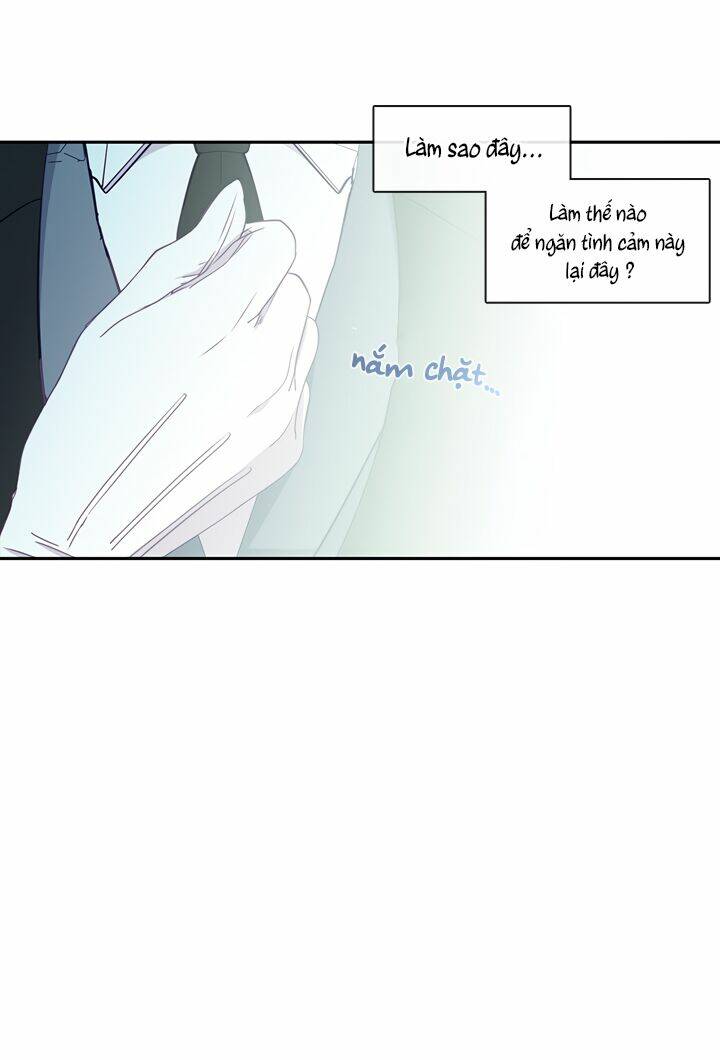 Làm sao đây...
Làm thế nào
để ngăn tình cảm này
lại đây ?
nắm chặt...